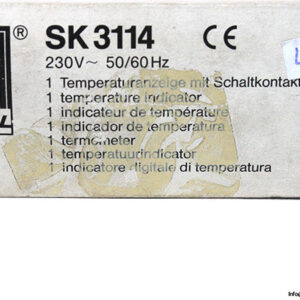 ® SK 3114 CE
230V~ 50/60Hz
1 Temperaturanzeige mit Schaltkontakt
1 temperature indicator
1 indicateur de température
1 indicador de temperatura
1 termometer
1 temperatuurindicator
1 indicatore digitale di temperatura